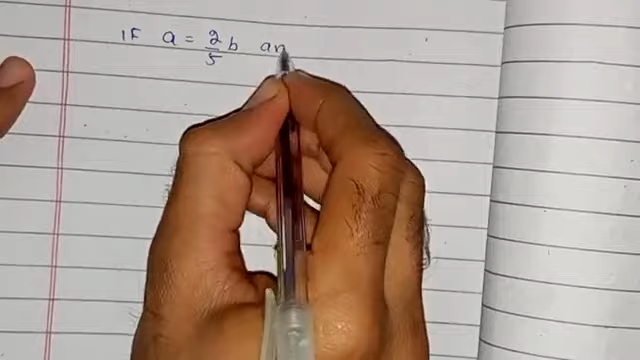 IF a = 2/5 b an